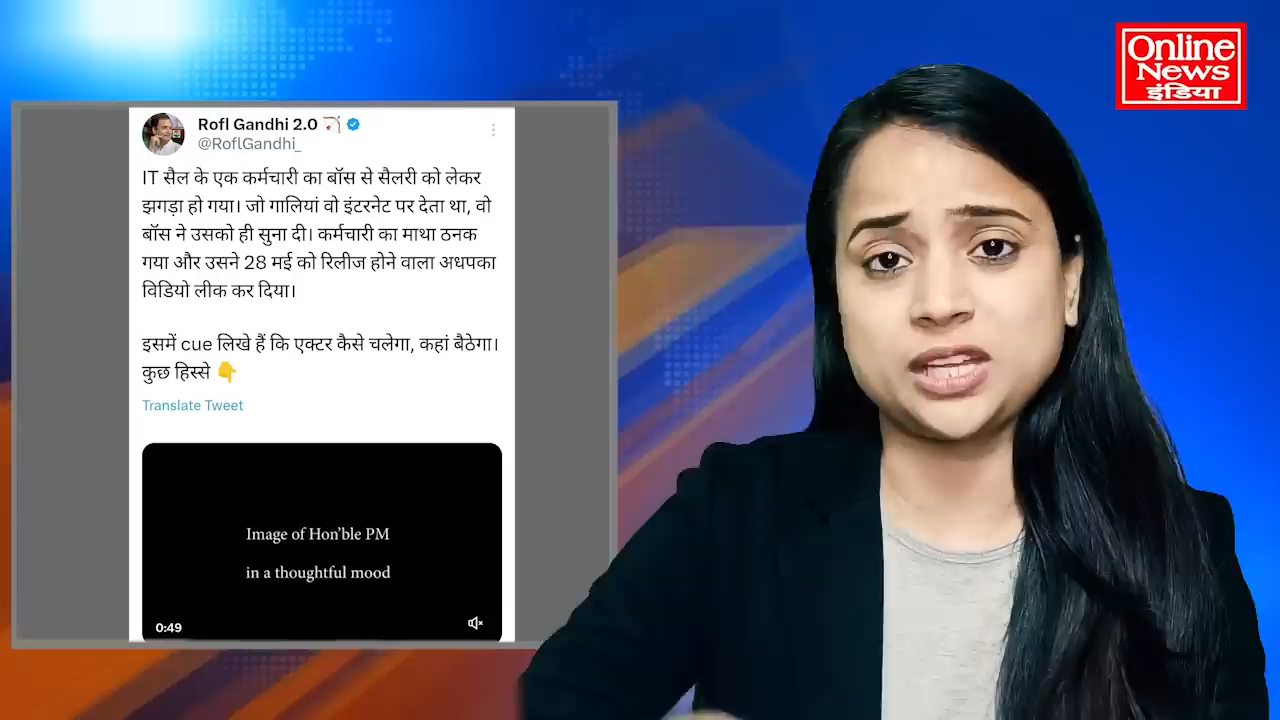 Rofl Gandhi 2.0
@RoflGandhi_
IT सैल के एक कर्मचारी का बॉस से सैलरी को लेकर
झगड़ा हो गया। जो गालियां वो इंटरनेट पर देता था, वो
बॉस ने उसको ही सुना दी। कर्मचारी का माथा ठनक
गया और उसने 28 मई को रिलीज होने वाला अधपका
विडियो लीक कर दिया।
इसमें cue लिखे हैं कि एक्टर कैसे चलेगा, कहां बैठेगा।
कुछ हिस्से 👇
Translate Tweet
Image of Hon'ble PM
in a thoughtful mood
0:49
Online
News
इंडिया